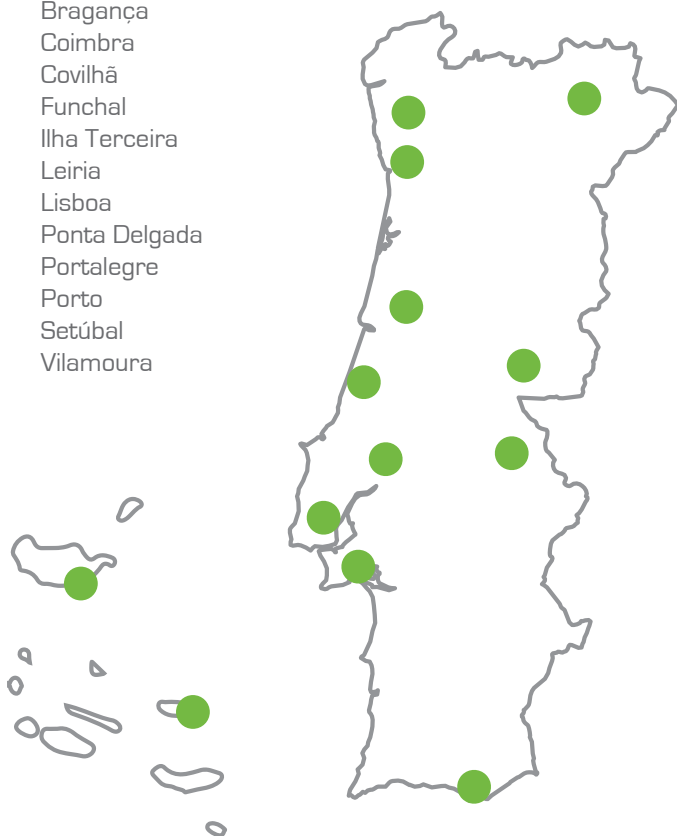 Bragança
Coimbra
Covilhã
Funchal
Ilha Terceira
Leiria
Lisboa
Ponta Delgada
Portalegre
Porto
Setúbal
Vilamoura